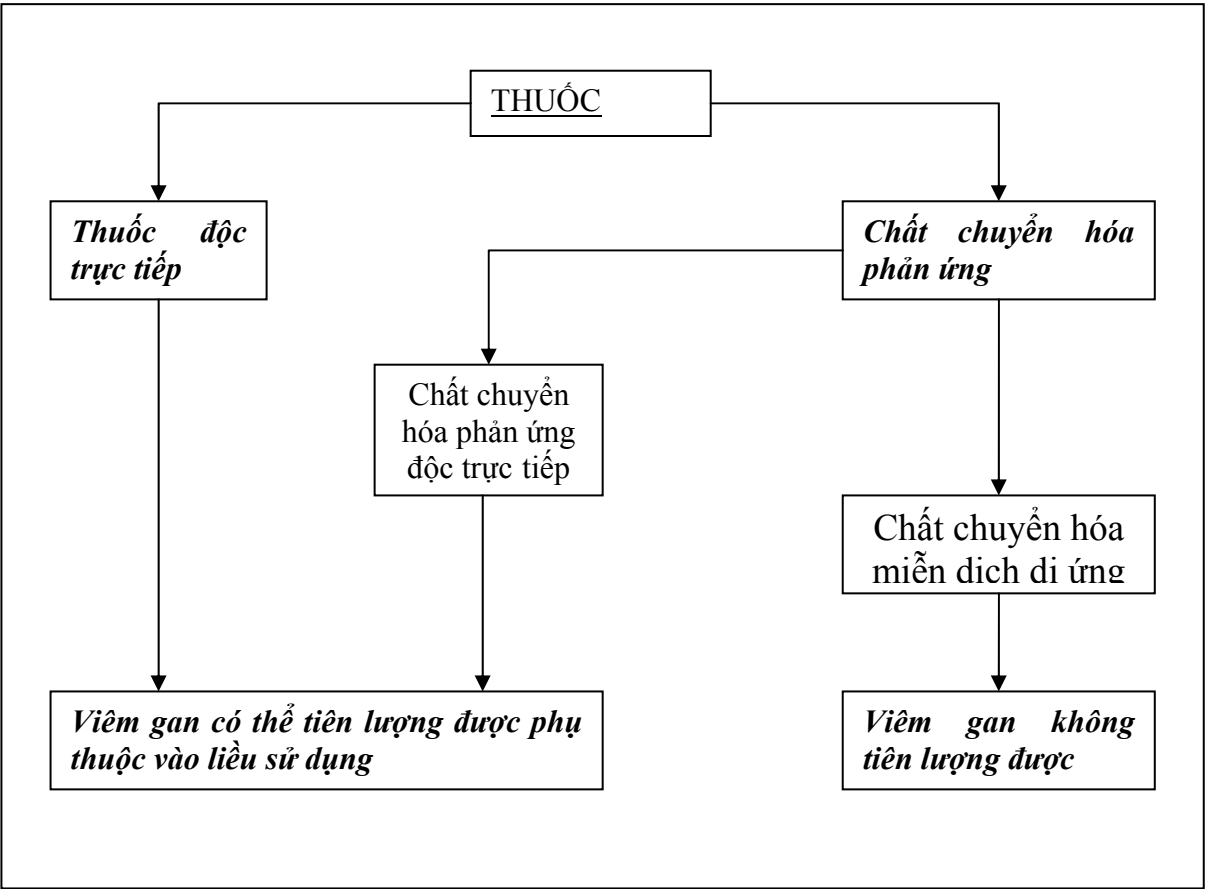 THUỐC
Thuốc độc
trực tiếp
Chất chuyển hóa
phản ứng
Chất chuyển
hóa phản ứng
độc trực tiếp
Chất chuyển hóa
miễn dịch dị ứng
Viêm gan có thể tiên lượng được phụ
thuộc vào liều sử dụng
Viêm gan không
tiên lượng được